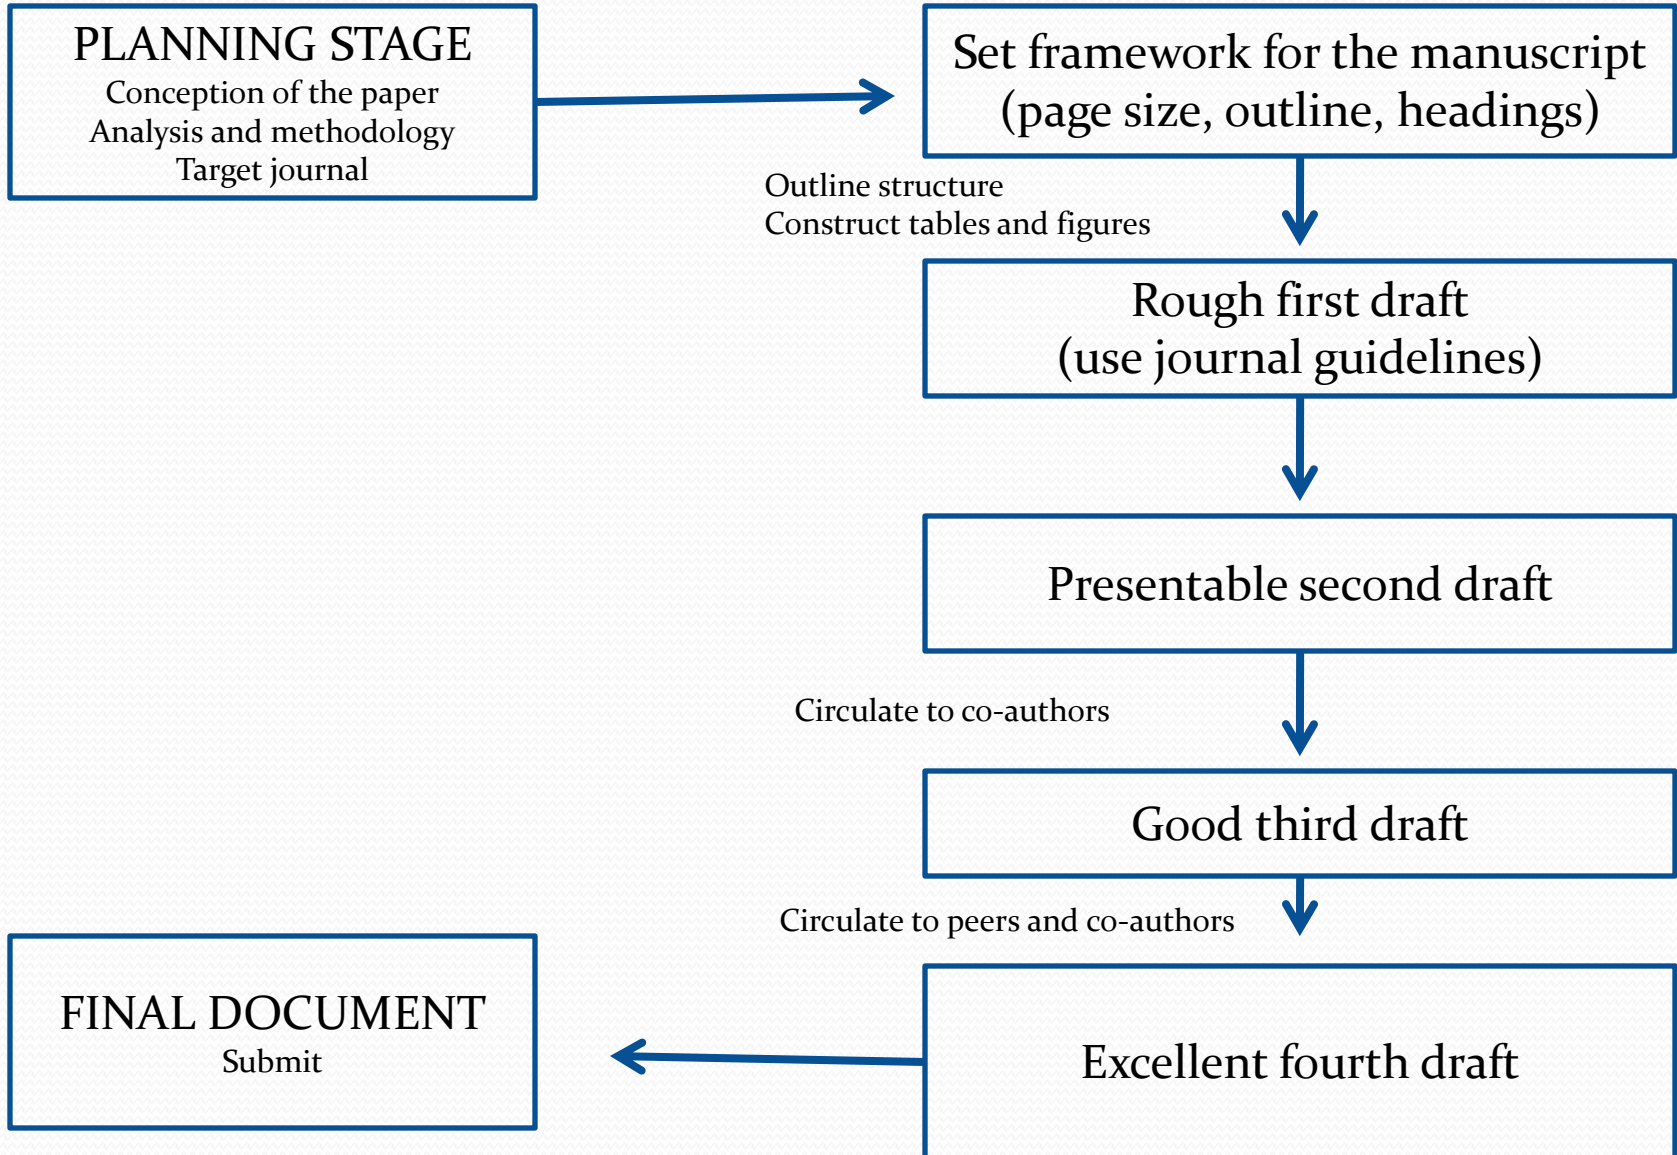 PLANNING STAGE
Conception of the paper
Analysis and methodology
Target journal
Set framework for the manuscript
(page size, outline, headings)
Outline structure
Construct tables and figures
Rough first draft
(use journal guidelines)
Presentable second draft
Circulate to co-authors
Good third draft
Circulate to peers and co-authors
Excellent fourth draft
FINAL DOCUMENT
Submit